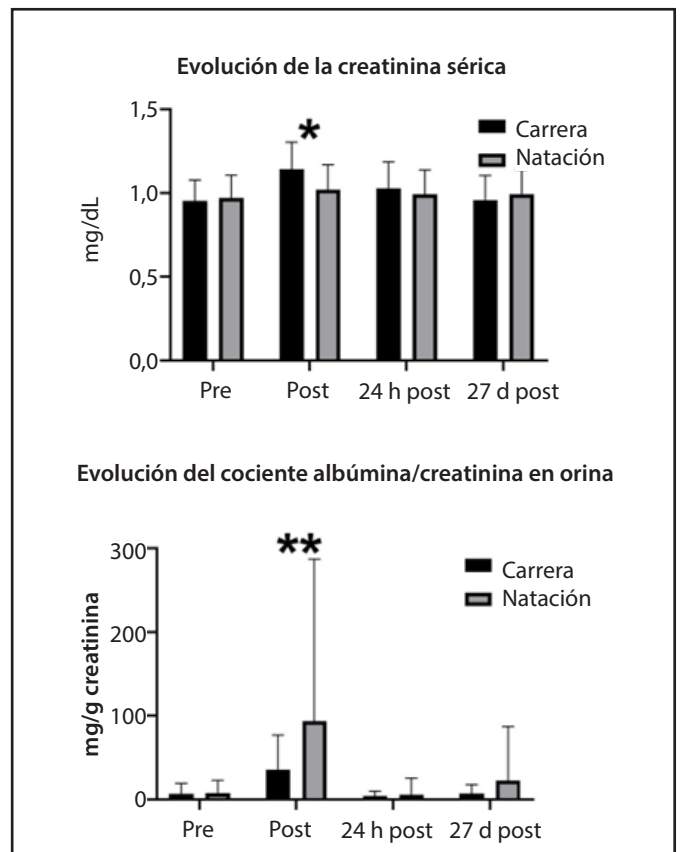 Evolución de la creatinina sérica
1,5
*
Carrera
Natación
1,0
mg/dL
0,5
0,0
Pre Post 24 h post 27 d post
Evolución del cociente albúmina/creatinina en orina
300
**
Carrera
Natación
200
mg/g creatinina
100
0
Pre Post 24 h post 27 d post